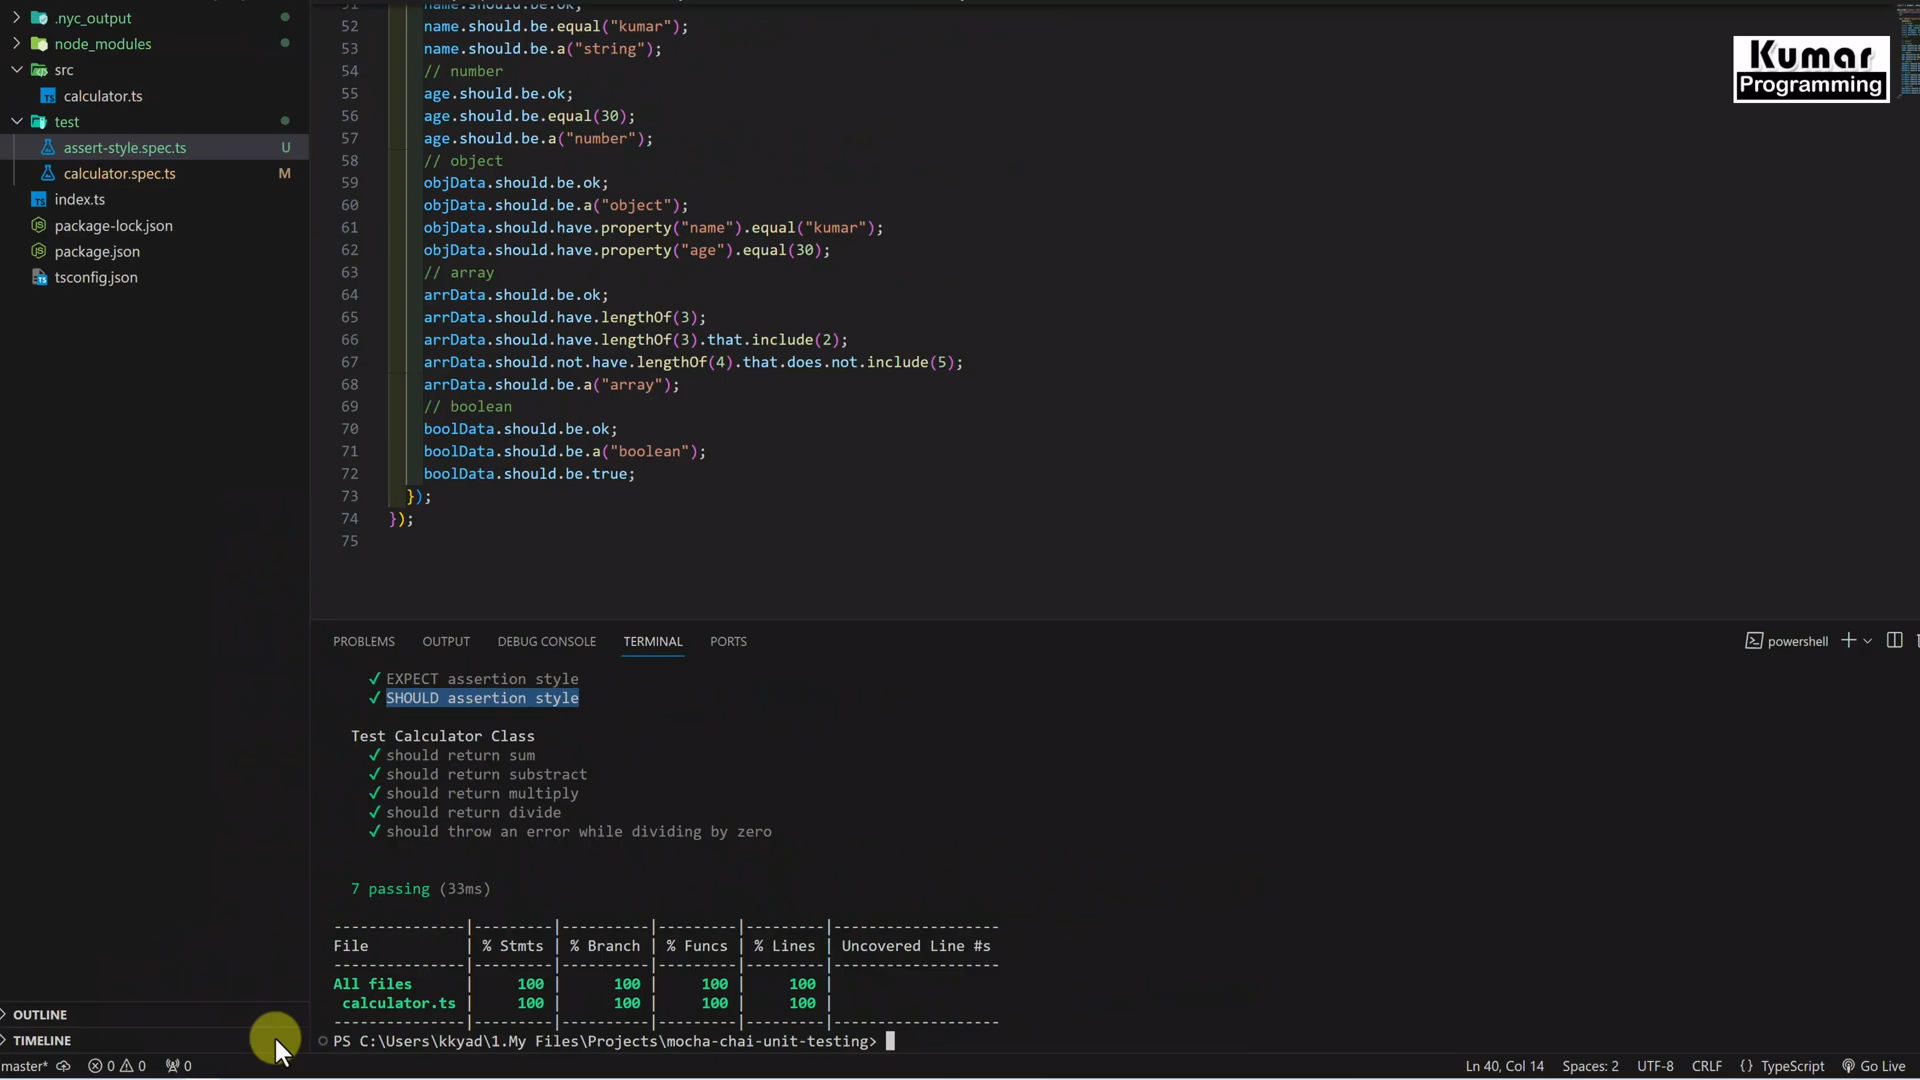 .nyc_output
node_modules
src
calculator.ts
test
assert-style.spec.ts U
calculator.spec.ts M
index.ts
package-lock.json
package.json
tsconfig.json
OUTLINE
TIMELINE
51 name.should.be.ok;
52 name.should.be.equal("kumar");
53 name.should.be.a("string");
54 // number
55 age.should.be.ok;
56 age.should.be.equal(30);
57 age.should.be.a("number");
58 // object
59 objData.should.be.ok;
60 objData.should.be.a("object");
61 objData.should.have.property("name").equal("kumar");
62 objData.should.have.property("age").equal(30);
63 // array
64 arrData.should.be.ok;
65 arrData.should.have.lengthOf(3);
66 arrData.should.have.lengthOf(3).that.include(2);
67 arrData.should.not.have.lengthOf(4).that.does.not.include(5);
68 arrData.should.be.a("array");
69 // boolean
70 boolData.should.be.ok;
71 boolData.should.be.a("boolean");
72 boolData.should.be.true;
73 });
74 });
75
Kumar
Programming
PROBLEMS OUTPUT DEBUG CONSOLE TERMINAL PORTS
powershell
✓ EXPECT assertion style
✓ SHOULD assertion style
Test Calculator Class
✓ should return sum
✓ should return substract
✓ should return multiply
✓ should return divide
✓ should throw an error while dividing by zero
7 passing (33ms)
---------------|---------|----------|---------|---------|-------------------
File | % Stmts | % Branch | % Funcs | % Lines | Uncovered Line #s
---------------|---------|----------|---------|---------|-------------------
All files | 100 | 100 | 100 | 100 |
calculator.ts | 100 | 100 | 100 | 100 |
---------------|---------|----------|---------|---------|-------------------
PS C:\Users\kkyad\1.My Files\Projects\mocha-chai-unit-testing>
master* 0 0 0 Ln 40, Col 14 Spaces: 2 UTF-8 CRLF {} TypeScript Go Live